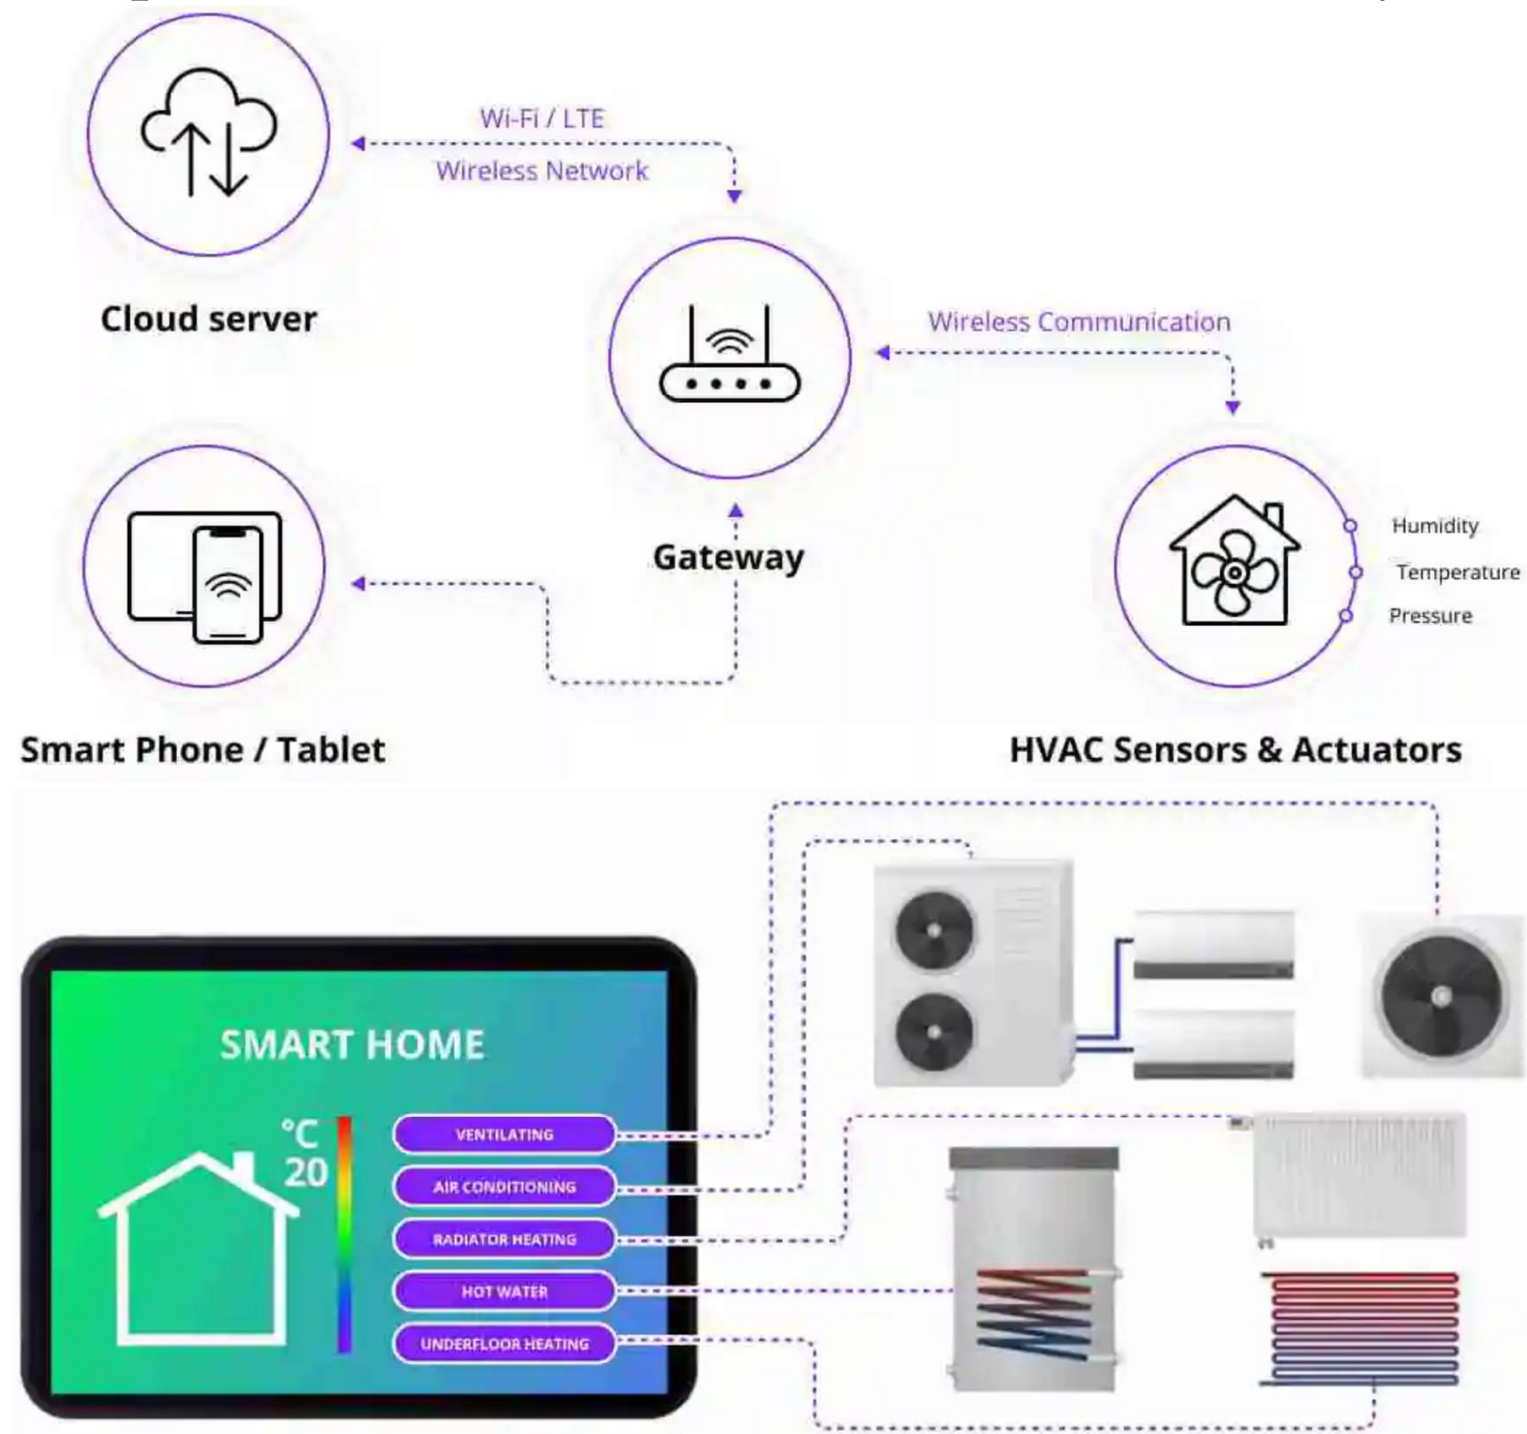 Wi-Fi / LTE
Wireless Network
Cloud server
Wireless Communication
Gateway
Humidity
Temperature
Pressure
Smart Phone / Tablet
HVAC Sensors & Actuators
SMART HOME
°C
20
VENTILATING
AIR CONDITIONING
RADIATOR HEATING
HOT WATER
UNDERFLOOR HEATING